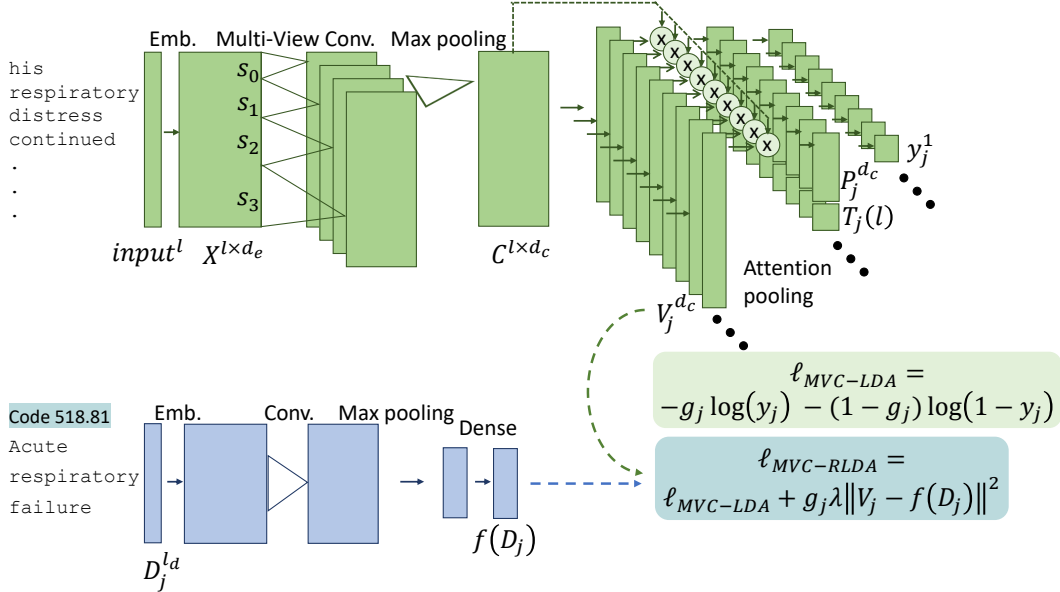 Emb. Multi-View Conv. Max pooling
his
respiratory
distress
continued
.
.
.
s₀
s₁
s₂
s₃
x x x x x x x x x
input^l
X^{l×d_e}
C^{l×d_c}
y_j^1
P_j^{d_c}
T_j(l)
Attention
pooling
V_j^{d_c}
ℓ_{MVC−LDA} =
−g_j log(y_j) − (1 − g_j) log(1 − y_j)
ℓ_{MVC−RLDA} =
ℓ_{MVC−LDA} + g_jλ‖V_j − f(D_j)‖²
Code 518.81
Emb. Conv. Max pooling
Dense
Acute
respiratory
failure
D_j^{l_d}
f(D_j)